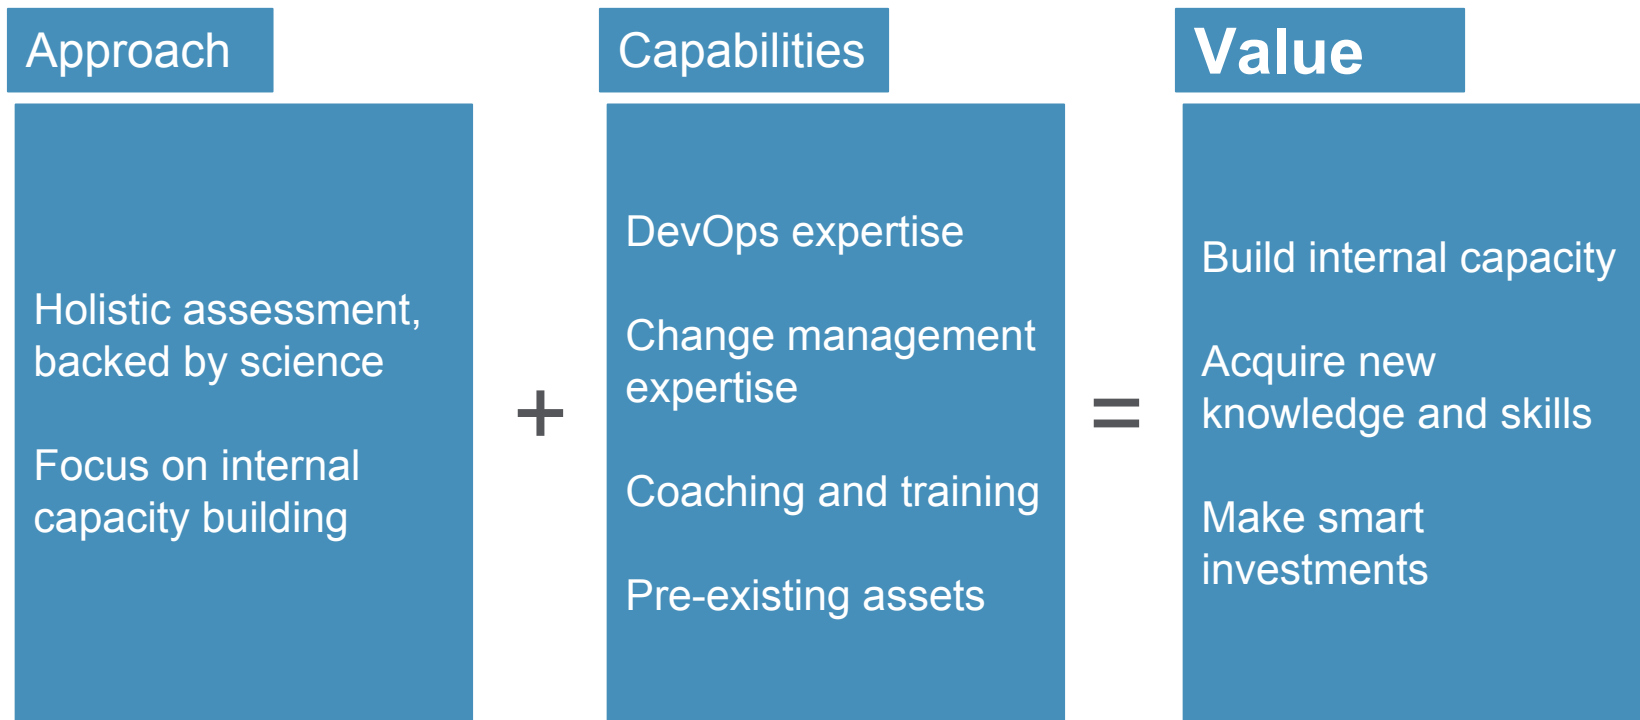 Approach
Holistic assessment,
backed by science
Focus on internal
capacity building
+
Capabilities
DevOps expertise
Change management
expertise
Coaching and training
Pre-existing assets
=
Value
Build internal capacity
Acquire new
knowledge and skills
Make smart
investments